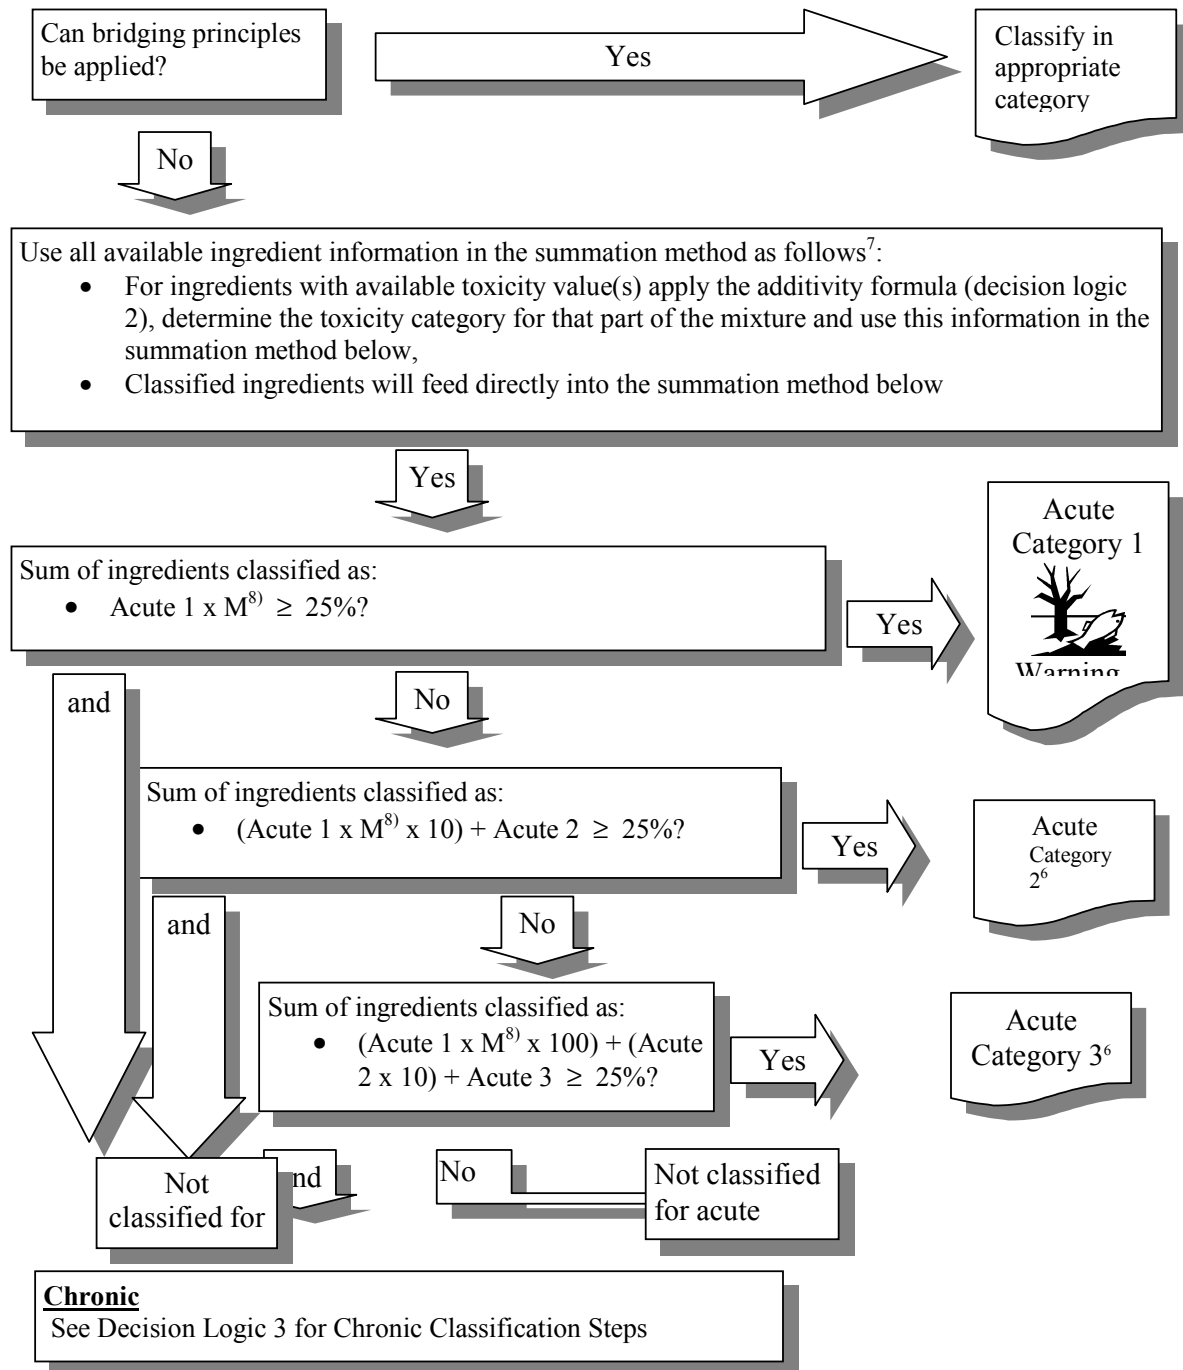 Can bridging principles
be applied?
Yes
Classify in
appropriate
category
No
Use all available ingredient information in the summation method as follows7:
• For ingredients with available toxicity value(s) apply the additivity formula (decision logic
2), determine the toxicity category for that part of the mixture and use this information in the
summation method below,
• Classified ingredients will feed directly into the summation method below
Yes
Sum of ingredients classified as:
• Acute 1 x M8) ≥ 25%?
Yes
Acute
Category 1
Warning
and
No
Sum of ingredients classified as:
• (Acute 1 x M8) x 10) + Acute 2 ≥ 25%?
Yes
Acute
Category
26
and
No
Sum of ingredients classified as:
• (Acute 1 x M8) x 100) + (Acute
2 x 10) + Acute 3 ≥ 25%?
Yes
Acute
Category 36
Not
classified for
nd
No
Not classified
for acute
Chronic
See Decision Logic 3 for Chronic Classification Steps